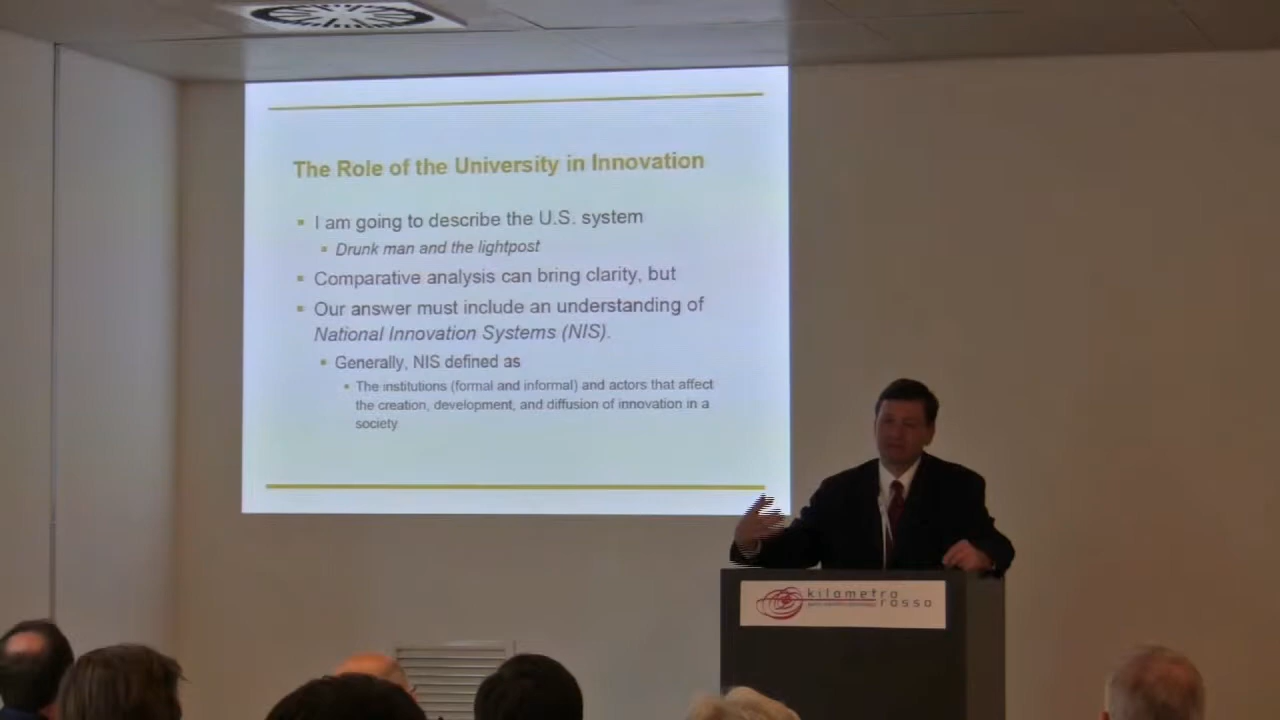 The Role of the University in Innovation
I am going to describe the U.S. system
Drunk man and the lightpost
Comparative analysis can bring clarity, but
Our answer must include an understanding of
National Innovation Systems (NIS).
Generally, NIS defined as
The institutions (formal and informal) and actors that affect
the creation, development, and diffusion of innovation in a
society.
kilometro
rosso